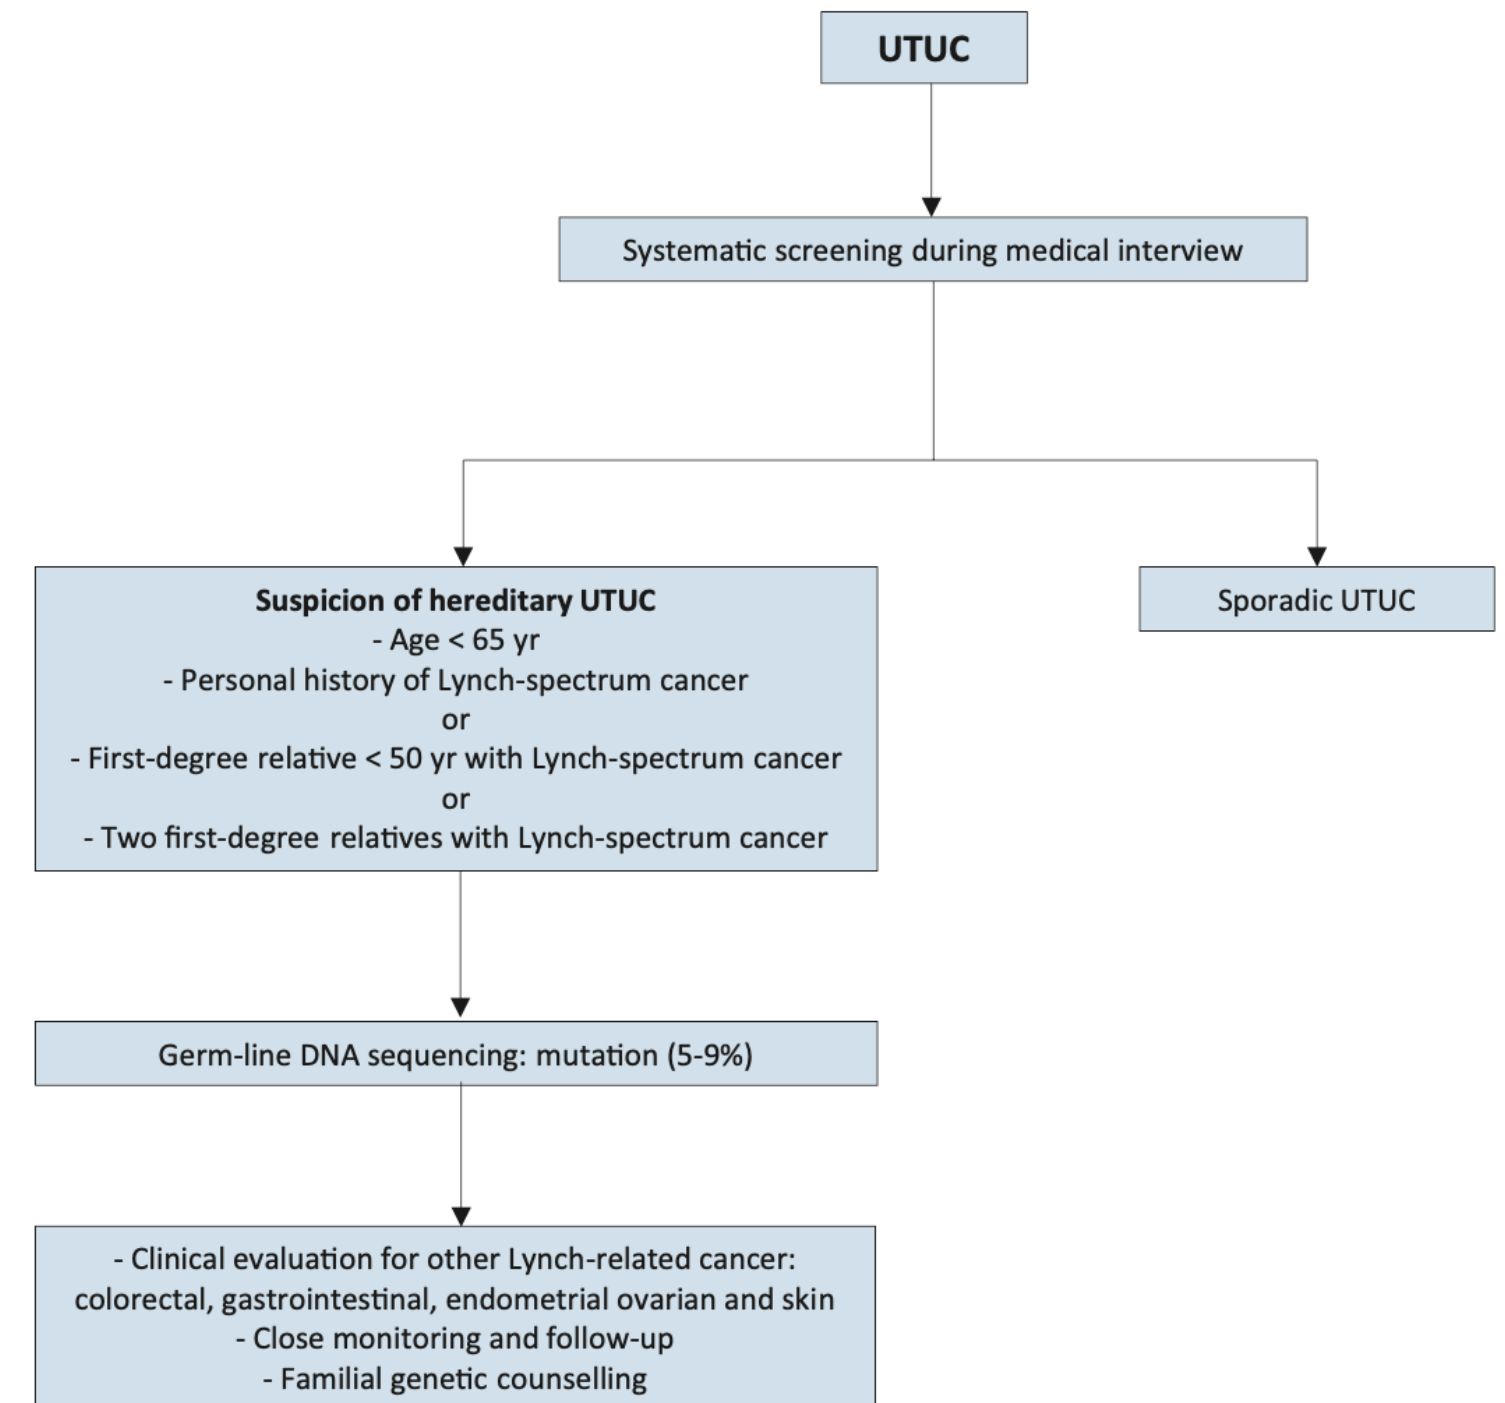 UTUC
Systematic screening during medical interview
Suspicion of hereditary UTUC
- Age < 65 yr
- Personal history of Lynch-spectrum cancer
or
- First-degree relative < 50 yr with Lynch-spectrum cancer
or
- Two first-degree relatives with Lynch-spectrum cancer
Sporadic UTUC
Germ-line DNA sequencing: mutation (5-9%)
- Clinical evaluation for other Lynch-related cancer:
colorectal, gastrointestinal, endometrial ovarian and skin
- Close monitoring and follow-up
- Familial genetic counselling